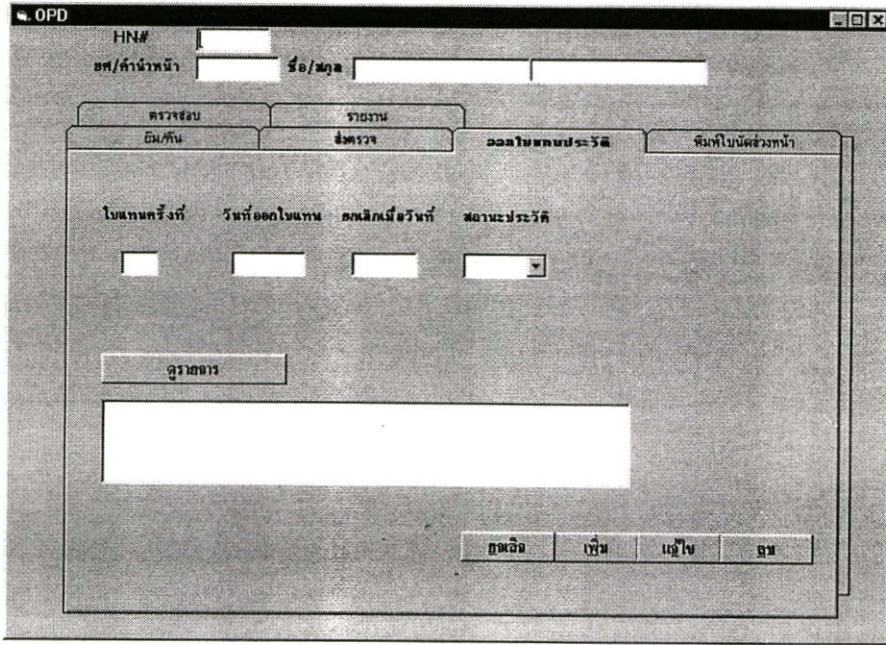 OPD
HN#
ยศ/คำนำหน้า ชื่อ/สกุล
ตรวจสอบ รายงาน
ยืม/คืน ส่งตรวจ ออกใบแทนประวัติ พิมพ์ใบนัดล่วงหน้า
ใบแทนครั้งที่ วันที่ออกใบแทน ยกเลิกเมื่อวันที่ สถานะประวัติ
ดูรายการ
ยกเลิก เพิ่ม แก้ไข ลบ